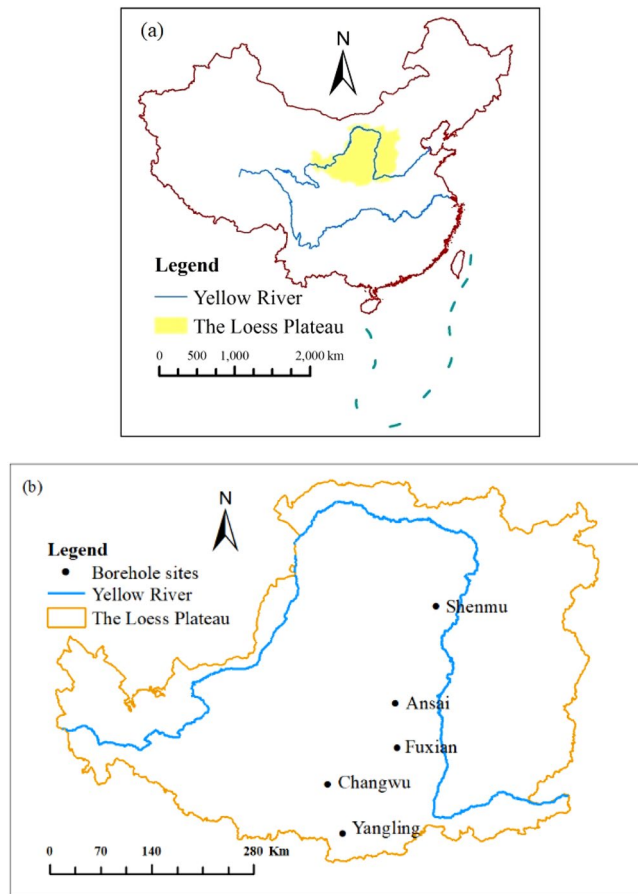 (a)
N
Legend
Yellow River
The Loess Plateau
0 500 1,000 2,000 km
(b)
N
Legend
Borehole sites
Yellow River
The Loess Plateau
Shenmu
Ansai
Fuxian
Changwu
Yangling
0 70 140 280 Km